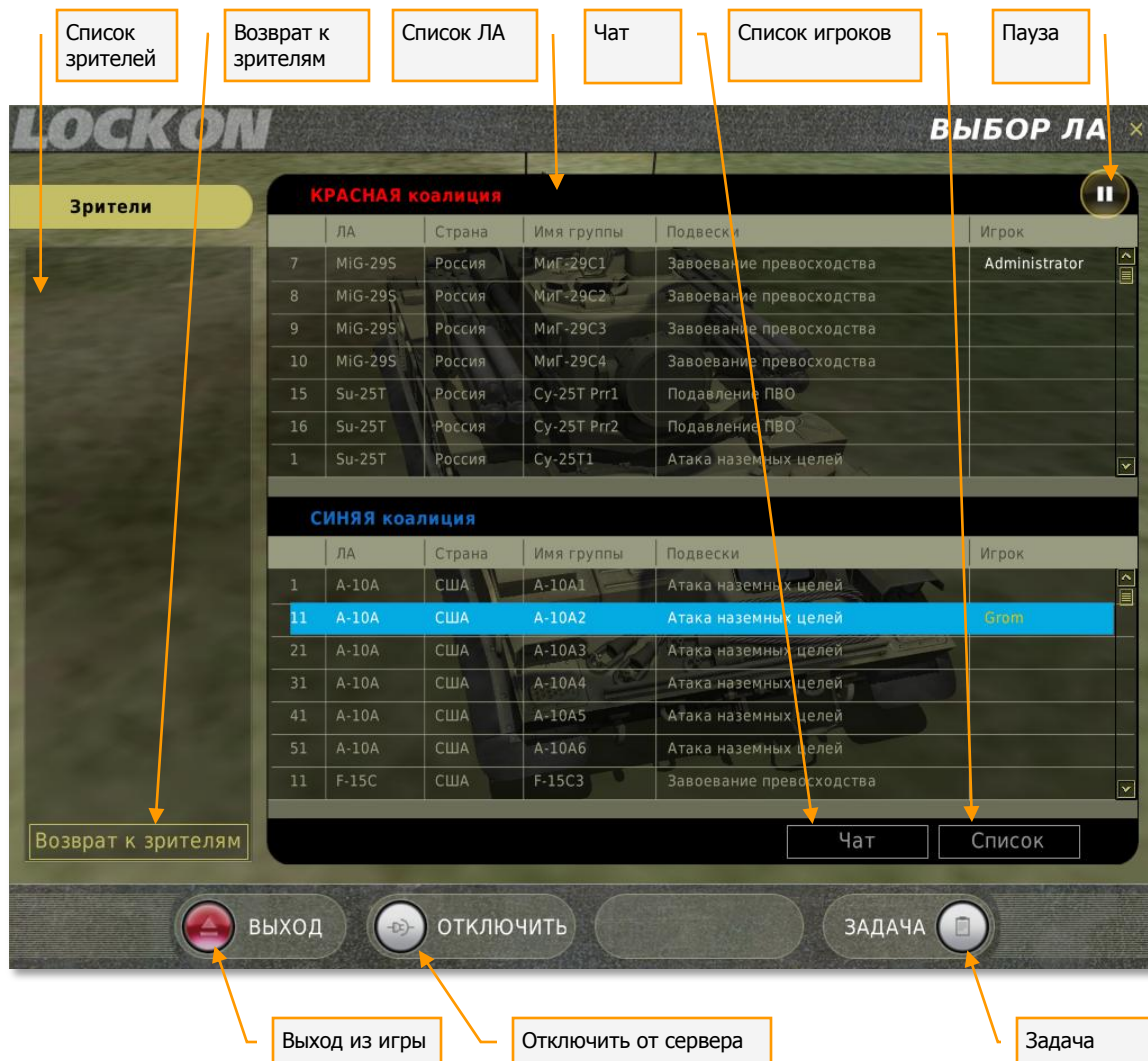 Список
зрителей
Возврат к
зрителям
Список ЛА
Чат
Список игроков
Пауза
LOCKON
ВЫБОР ЛА
Зрители
КРАСНАЯ коалиция
ЛА Страна Имя группы Подвески Игрок
7 MiG-29S Россия МиГ-29С1 Завоевание превосходства Administrator
8 MiG-29S Россия МиГ-29С2 Завоевание превосходства
9 MiG-29S Россия МиГ-29С3 Завоевание превосходства
10 MiG-29S Россия МиГ-29С4 Завоевание превосходства
15 Su-25T Россия Су-25Т Prr1 Подавление ПВО
16 Su-25T Россия Су-25Т Prr2 Подавление ПВО
1 Su-25T Россия Су-25Т1 Атака наземных целей
СИНЯЯ коалиция
ЛА Страна Имя группы Подвески Игрок
1 A-10A США A-10A1 Атака наземных целей
11 A-10A США A-10A2 Атака наземных целей Grom
21 A-10A США A-10A3 Атака наземных целей
31 A-10A США A-10A4 Атака наземных целей
41 A-10A США A-10A5 Атака наземных целей
51 A-10A США A-10A6 Атака наземных целей
11 F-15C США F-15C3 Завоевание превосходства
Возврат к зрителям
Чат
Список
ВЫХОД
ОТКЛЮЧИТЬ
ЗАДАЧА
Выход из игры
Отключить от сервера
Задача